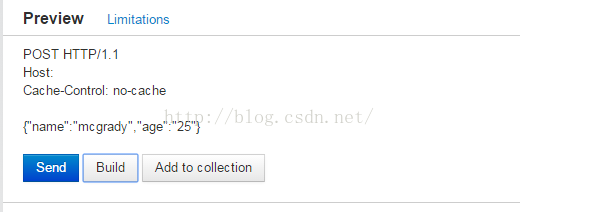 Preview Limitations
POST HTTP/1.1
Host:
Cache-Control: no-cache
http://blog.csdn.net/
{"name":"mcgrady","age":"25"}
Send Build Add to collection